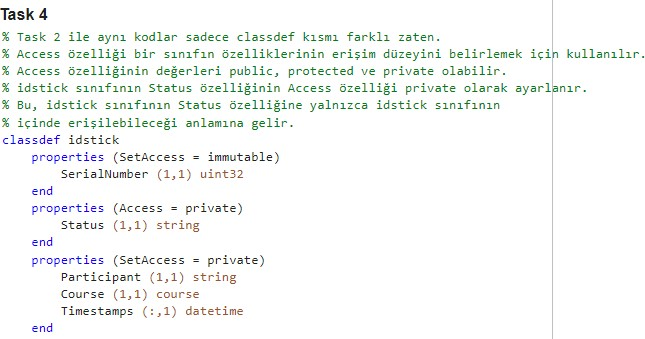 Task 4
% Task 2 ile aynı kodlar sadece classdef kısmı farklı zaten.
% Access özelliği bir sınıfın özelliklerinin erişim düzeyini belirlemek için kullanılır.
% Access özelliğinin değerleri public, protected ve private olabilir.
% idstick sınıfının Status özelliğinin Access özelliği private olarak ayarlanır.
% Bu, idstick sınıfının Status özelliğine yalnızca idstick sınıfının
% içinde erişilebileceği anlamına gelir.
classdef idstick
    properties (SetAccess = immutable)
        SerialNumber (1,1) uint32
    end
    properties (Access = private)
        Status (1,1) string
    end
    properties (SetAccess = private)
        Participant (1,1) string
        Course (1,1) course
        Timestamps (:,1) datetime
    end